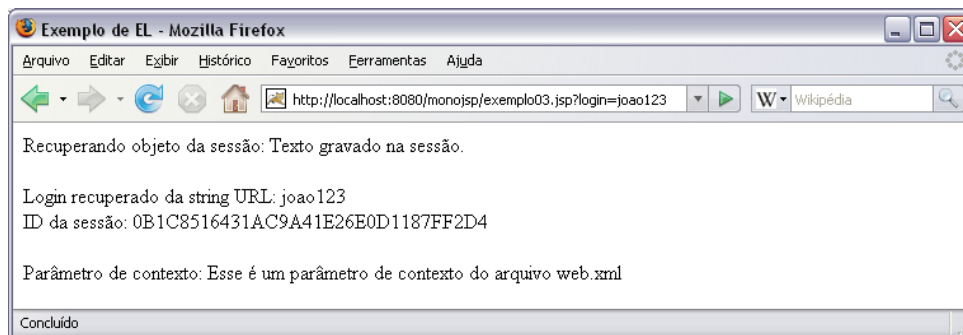 Exemplo de EL - Mozilla Firefox
Arquivo Editar Exibir Histórico Favoritos Ferramentas Ajuda
http://localhost:8080/monojsp/exemplo03.jsp?login=joao123 W Wikipédia
Recuperando objeto da sessão: Texto gravado na sessão.
Login recuperado da string URL: joao123
ID da sessão: 0B1C8516431AC9A41E26E0D1187FF2D4
Parâmetro de contexto: Esse é um parâmetro de contexto do arquivo web.xml
Concluído